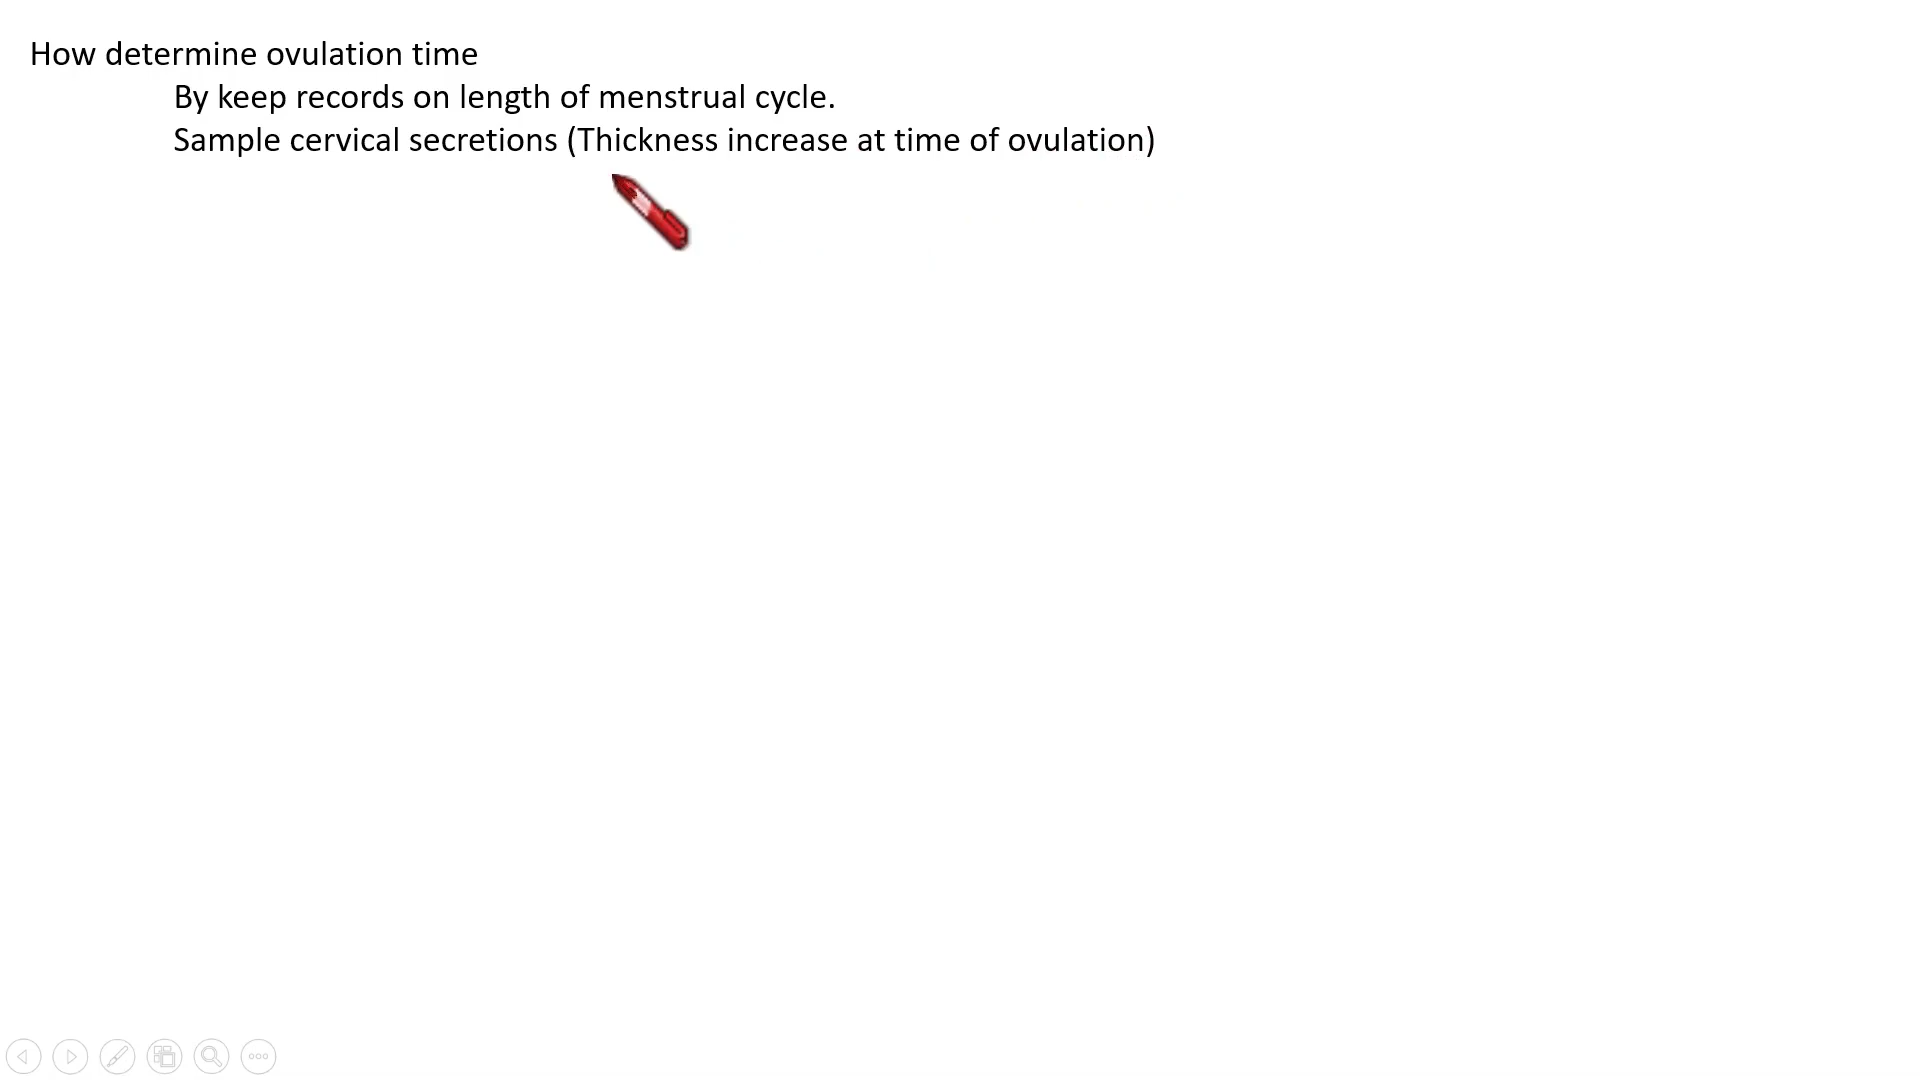 How determine ovulation time
By keep records on length of menstrual cycle.
Sample cervical secretions (Thickness increase at time of ovulation)